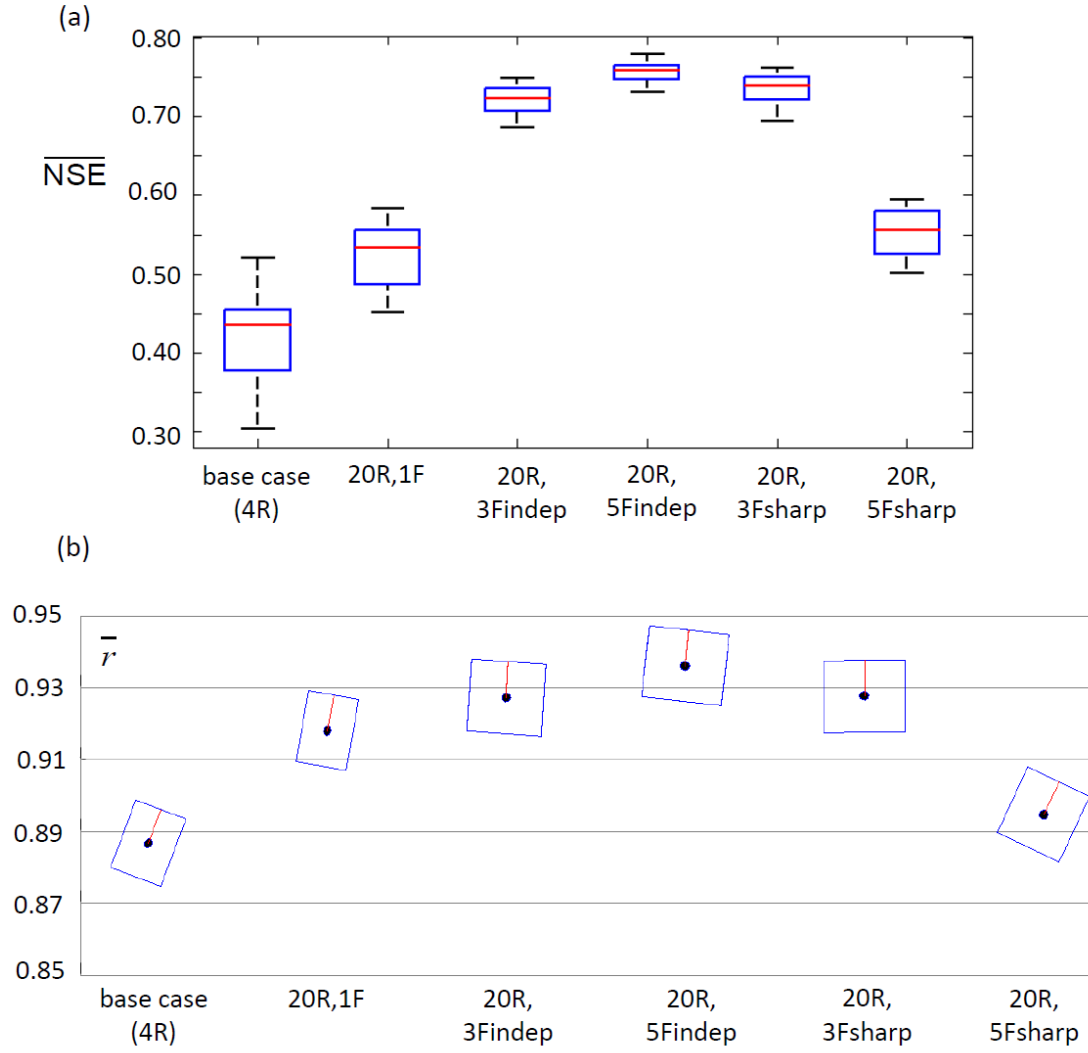 (a)
0.80
0.70
NSE
0.60
0.50
0.40
0.30
base case
(4R)
20R,1F
20R,
3Findep
20R,
5Findep
20R,
3Fsharp
20R,
5Fsharp
(b)
0.95
r
0.93
0.91
0.89
0.87
0.85
base case
(4R)
20R,1F
20R,
3Findep
20R,
5Findep
20R,
3Fsharp
20R,
5Fsharp